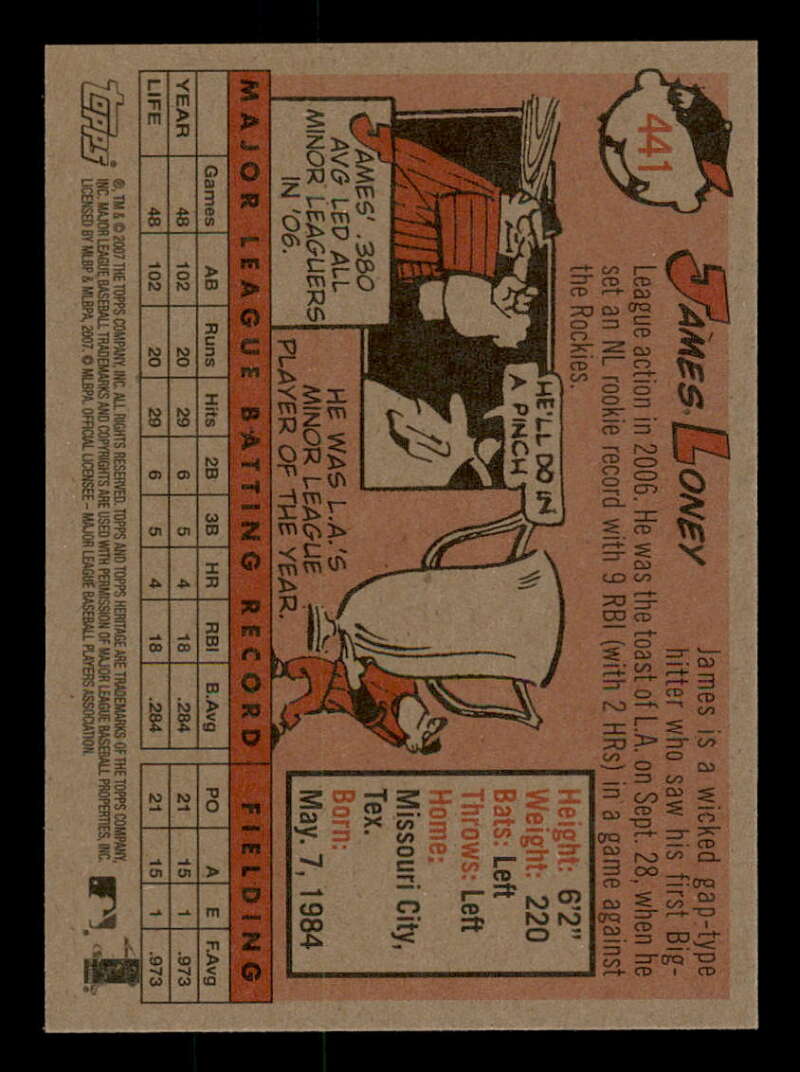 441
JAMES LONEY
James is a wicked gap-type
hitter who saw his first Big-
League action in 2006. He was the toast of L.A. on Sept. 28, when he
set an NL rookie record with 9 RBI (with 2 HRs) in a game against
the Rockies.
HE'LL DO IN
A PINCH
JAMES' .380
AVG LED ALL
MINOR LEAGUERS
IN '06.
HE WAS L.A.'S
MINOR LEAGUE
PLAYER OF THE YEAR.
Height: 6'2"
Weight: 220
Bats: Left
Throws: Left
Home:
Missouri City,
Tex.
Born:
May. 7, 1984
MAJOR LEAGUE BATTING RECORD FIELDING
Games AB Runs Hits 2B 3B HR RBI B.Avg PO A E F.Avg
YEAR 48 102 20 29 6 5 4 18 .284 21 15 1 .973
LIFE 48 102 20 29 6 5 4 18 .284 21 15 1 .973
Topps®
®, TM & © 2007 THE TOPPS COMPANY, INC. ALL RIGHTS RESERVED. TOPPS AND TOPPS HERITAGE ARE TRADEMARKS OF THE TOPPS COMPANY,
INC. MAJOR LEAGUE BASEBALL TRADEMARKS AND COPYRIGHTS ARE USED WITH PERMISSION OF MAJOR LEAGUE BASEBALL PROPERTIES, INC.
LICENSED BY MLBP & MLBPA, 2007. © MLBPA. OFFICIAL LICENSEE – MAJOR LEAGUE BASEBALL PLAYERS ASSOCIATION.